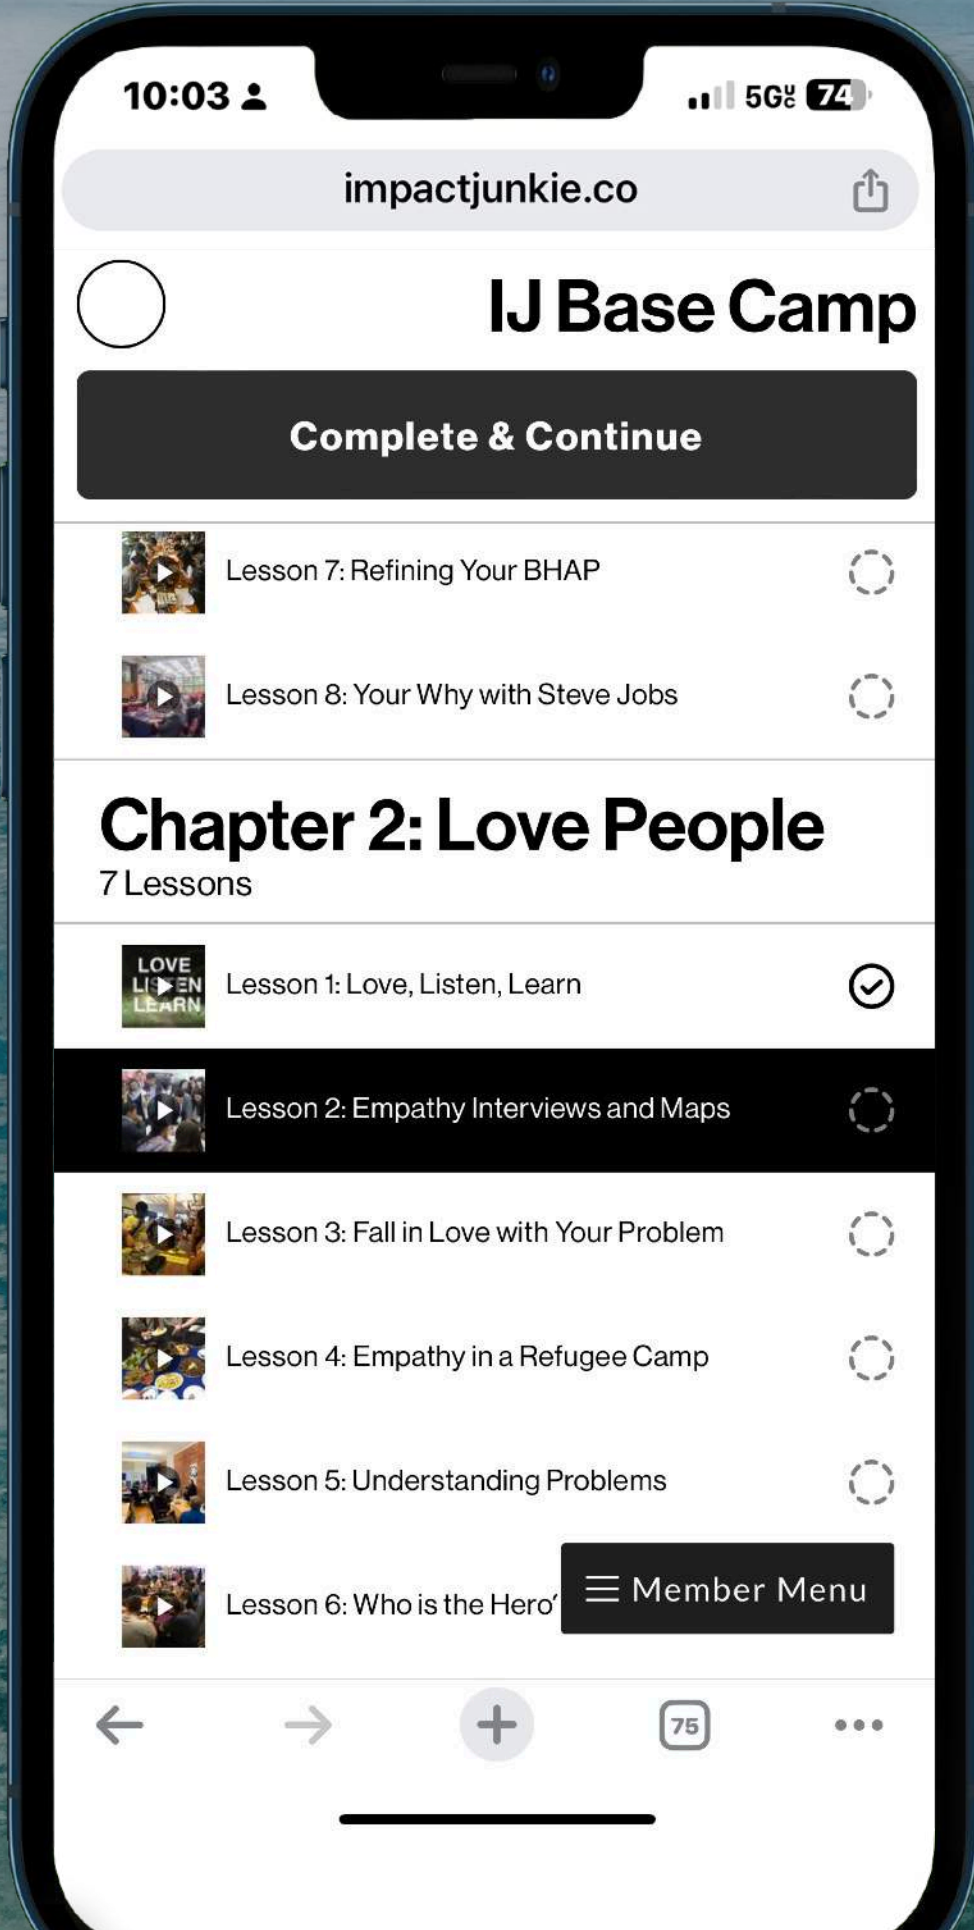 10:03
5G UC 74
impactjunkie.co
IJ Base Camp
Complete & Continue
Lesson 7: Refining Your BHAP
Lesson 8: Your Why with Steve Jobs
Chapter 2: Love People
7 Lessons
LOVE
LISTEN
LEARN
Lesson 1: Love, Listen, Learn
Lesson 2: Empathy Interviews and Maps
Lesson 3: Fall in Love with Your Problem
Lesson 4: Empathy in a Refugee Camp
Lesson 5: Understanding Problems
Lesson 6: Who is the Hero
Member Menu
75